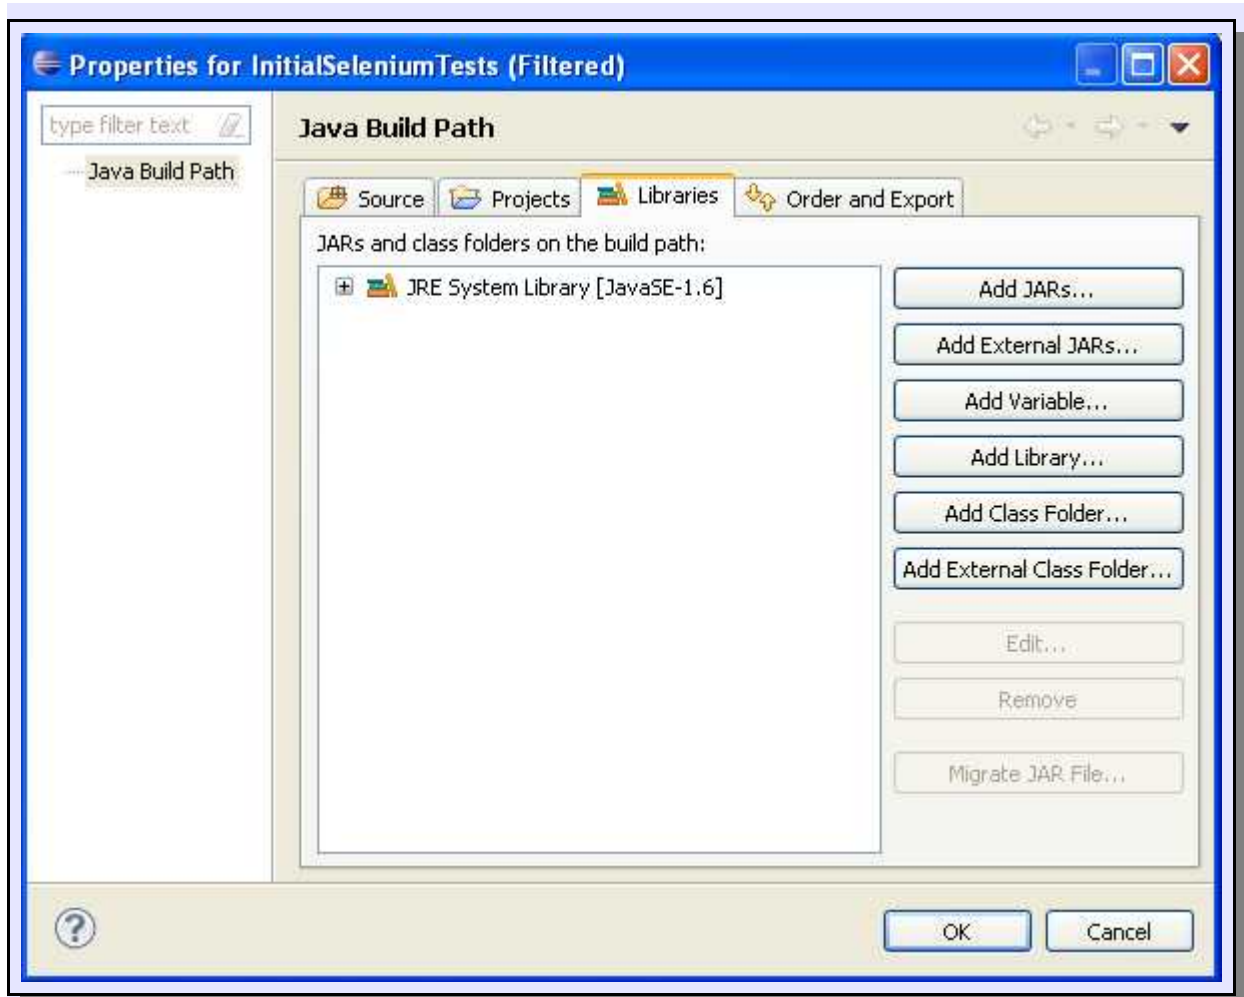 Properties for InitialSeleniumTests (Filtered)
type filter text
Java Build Path
Java Build Path
Source
Projects
Libraries
Order and Export
JARs and class folders on the build path:
JRE System Library [JavaSE-1.6]
Add JARs...
Add External JARs...
Add Variable...
Add Library...
Add Class Folder...
Add External Class Folder...
Edit...
Remove
Migrate JAR File...
?
OK
Cancel